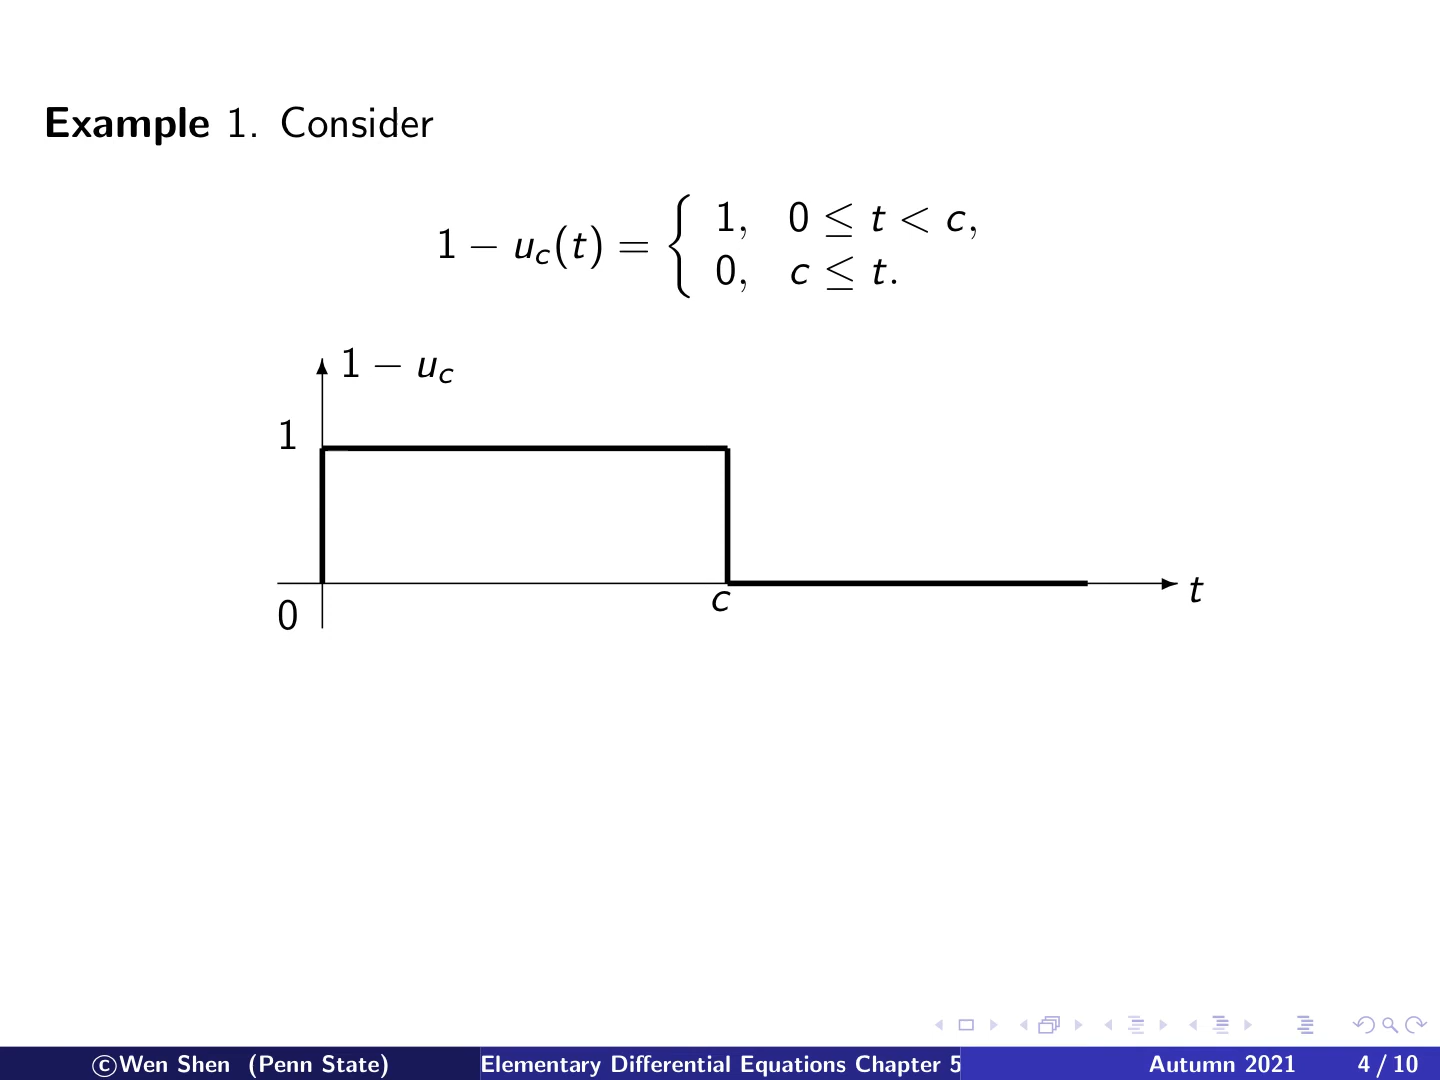 Example 1. Consider
1 − u_c(t) = { 1, 0 ≤ t < c,
0, c ≤ t.
1 − u_c
1
0
c
t
©Wen Shen (Penn State) Elementary Differential Equations Chapter 5 Autumn 2021 4 / 10